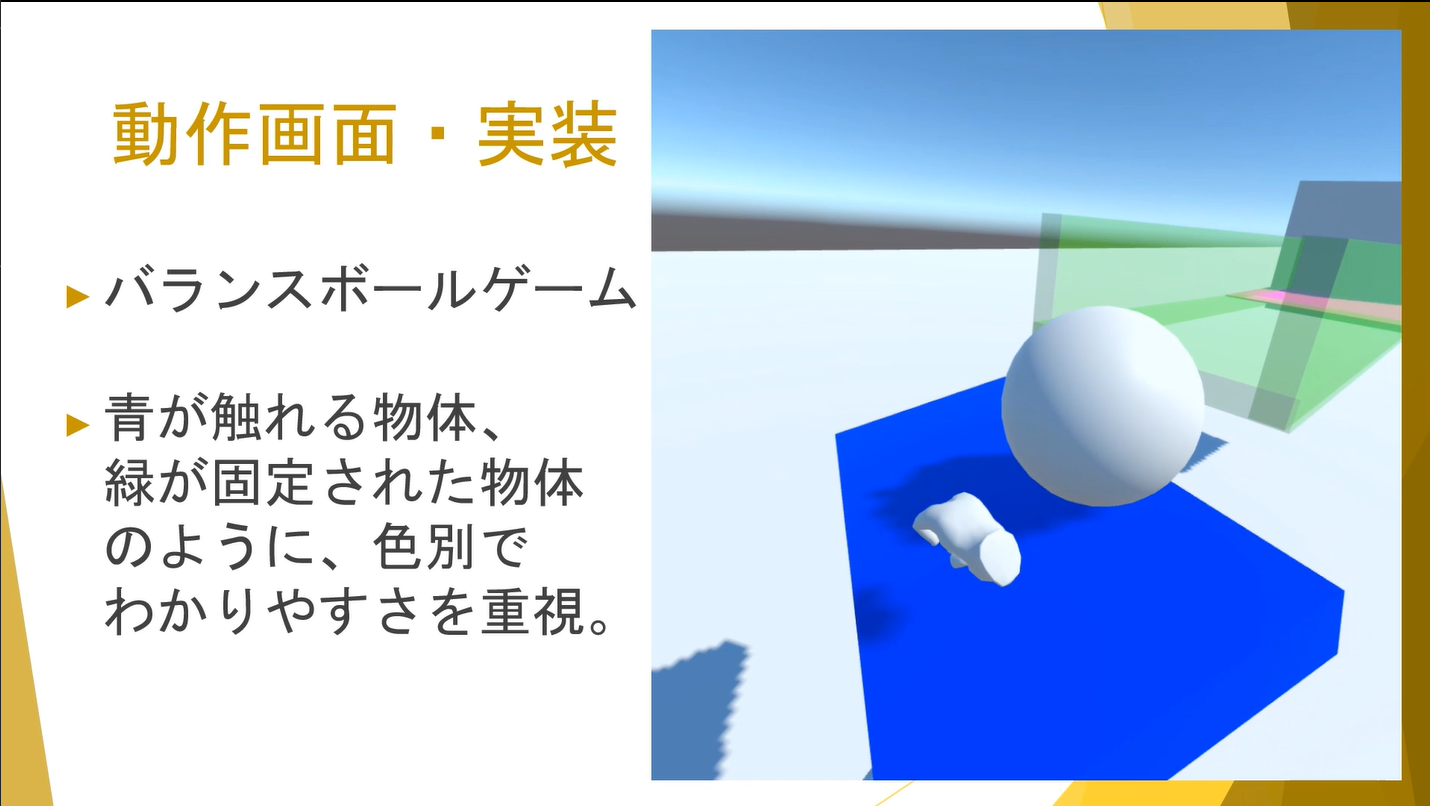 動作画面・実装
バランスボールゲーム
青が触れる物体、
緑が固定された物体
のように、色別で
わかりやすさを重視。